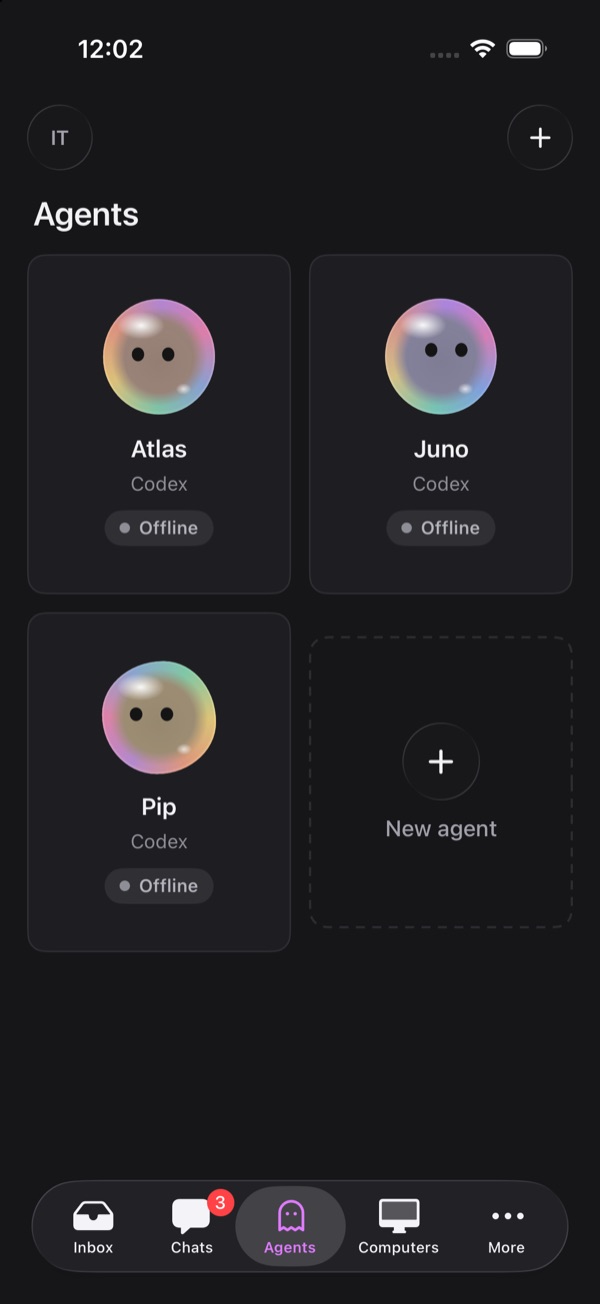 12:02
IT
Agents
Atlas
Codex
Offline
Juno
Codex
Offline
Pip
Codex
Offline
New agent
3
Inbox
Chats
Agents
Computers
More